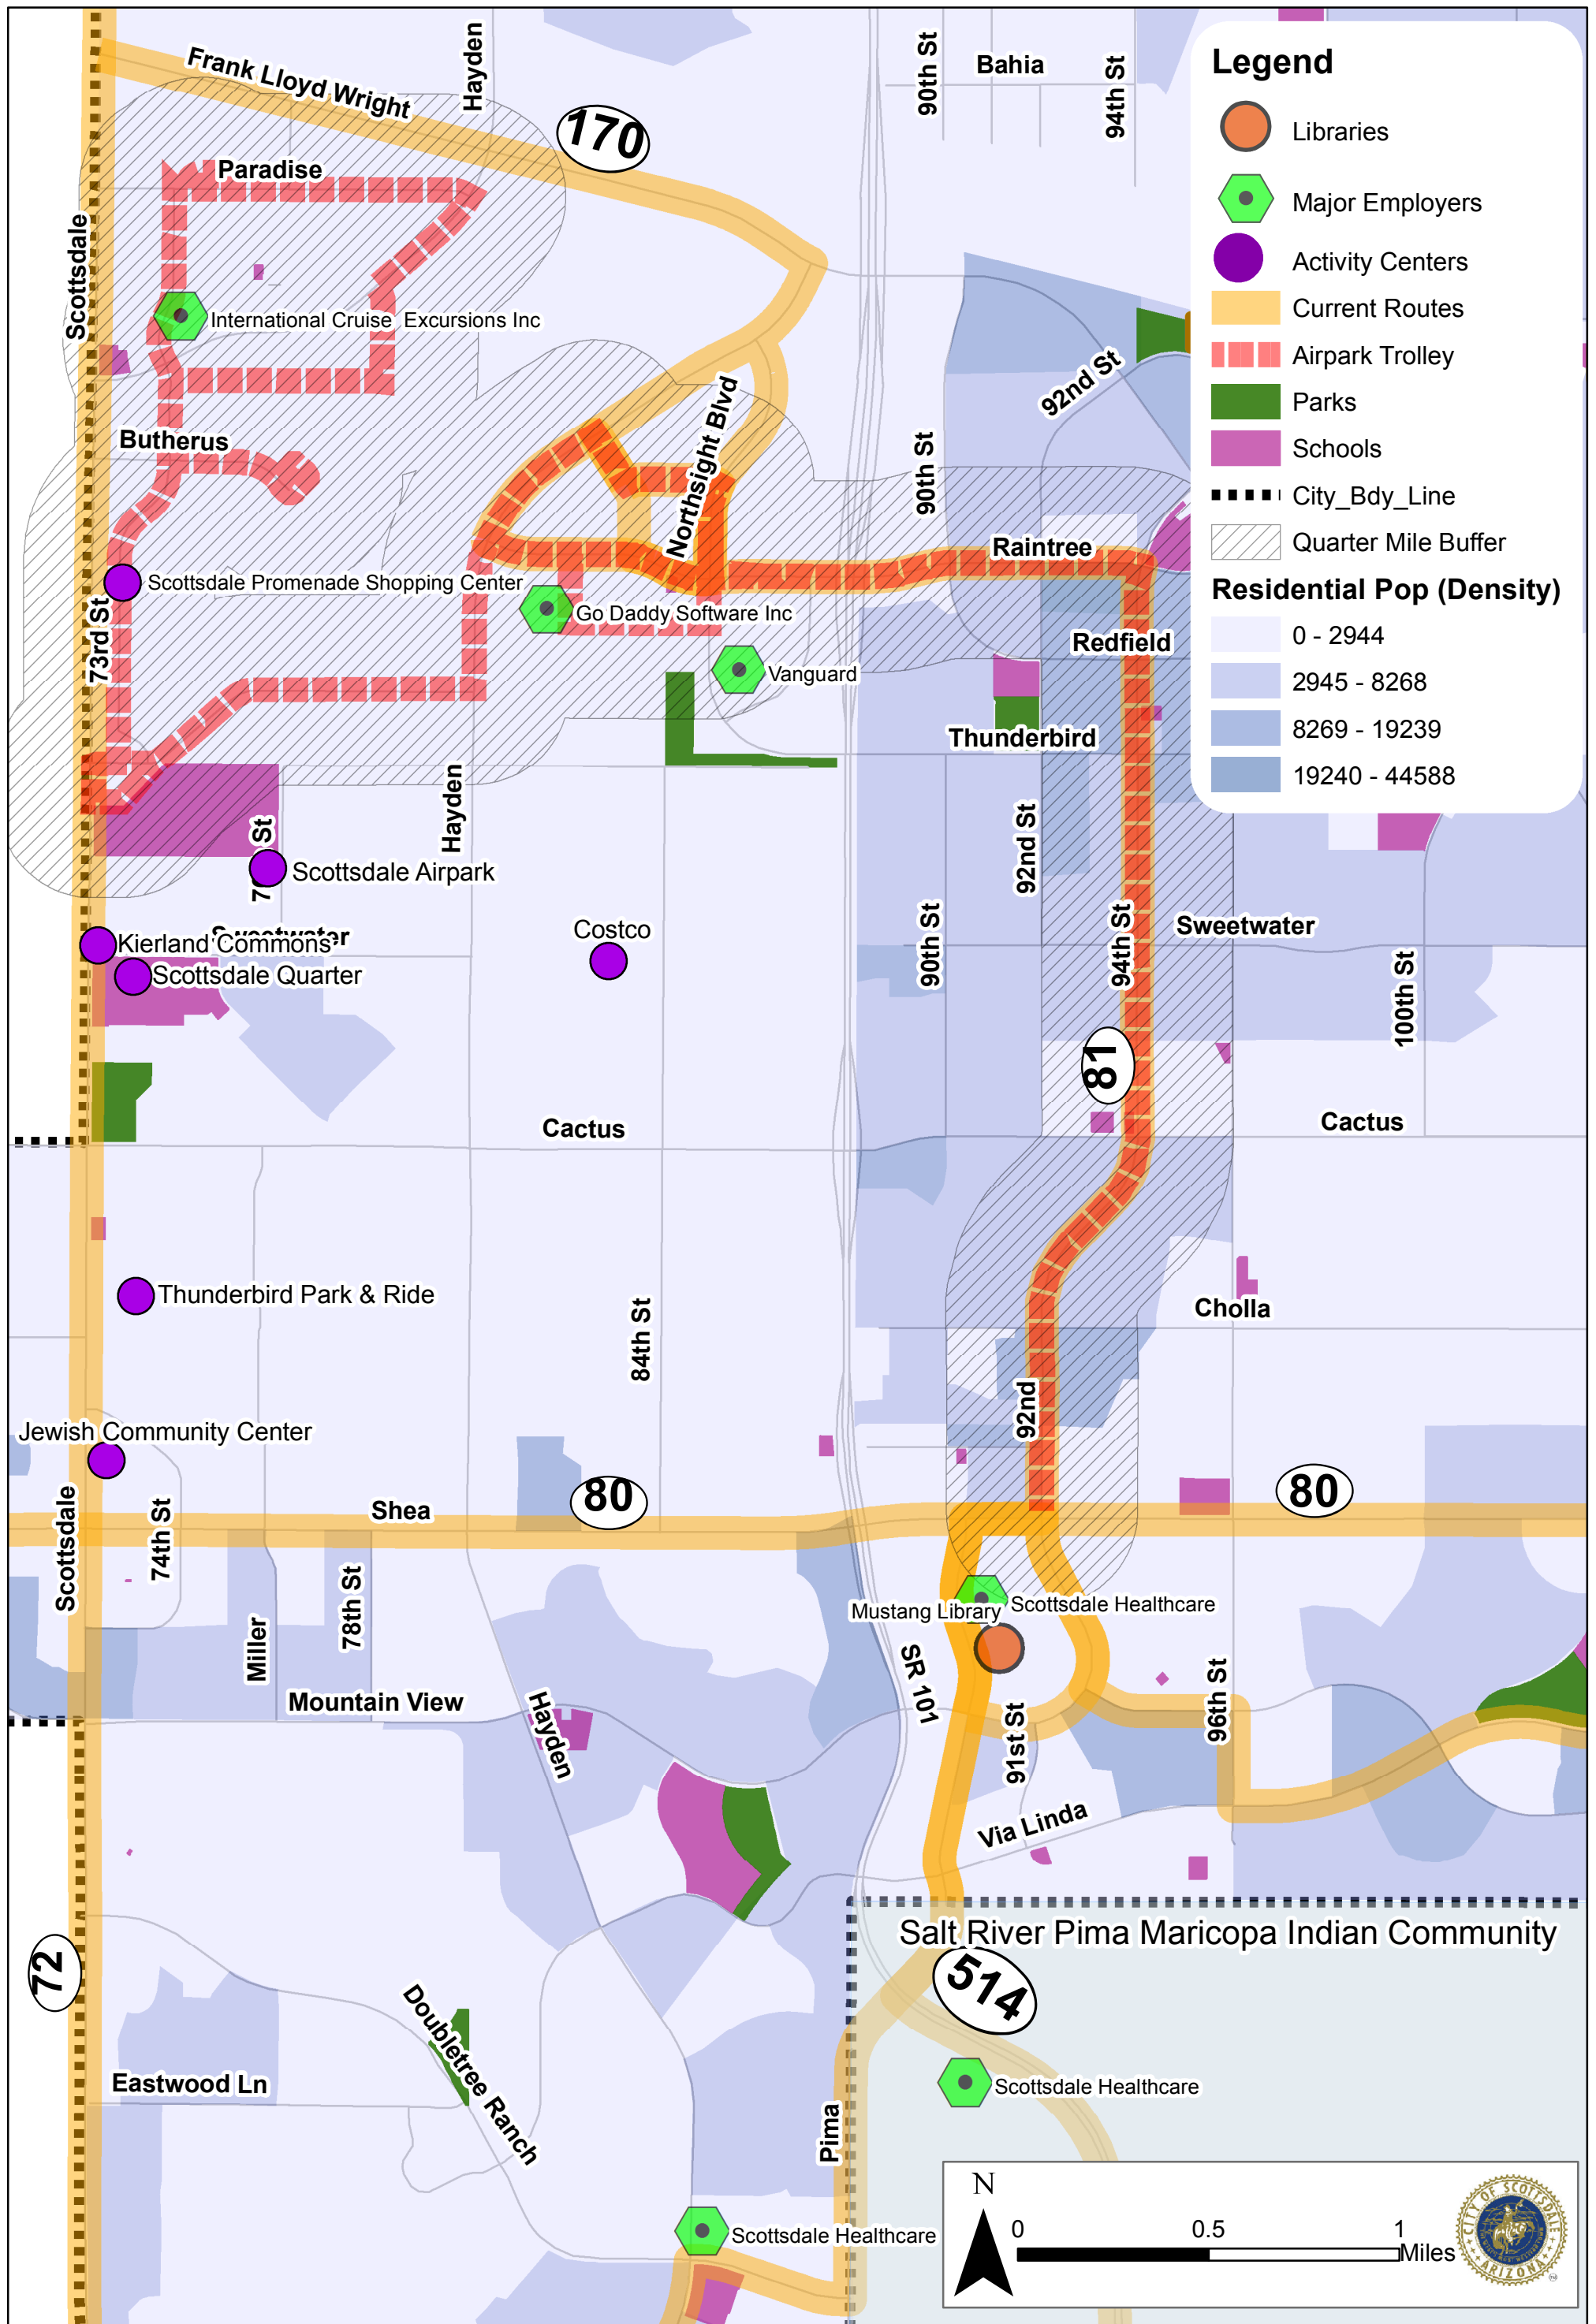 Frank Lloyd Wright
Hayden
170
90th St
Bahia
94th St
Legend
Libraries
Major Employers
Activity Centers
Current Routes
Airpark Trolley
Parks
Schools
City_Bdy_Line
Quarter Mile Buffer
Residential Pop (Density)
0 - 2944
2945 - 8268
8269 - 19239
19240 - 44588
Paradise
Scottsdale
International Cruise Excursions Inc
92nd St
Northsight Blvd
Butherus
90th St
Raintree
Scottsdale Promenade Shopping Center
73rd St
Go Daddy Software Inc
Redfield
Vanguard
Thunderbird
Hayden
St
Scottsdale Airpark
92nd St
90th St
94th St
Sweetwater
Kierland Commons
Sweetwater
Scottsdale Quarter
Costco
100th St
81
Cactus
Cactus
Thunderbird Park & Ride
84th St
Cholla
92nd
Jewish Community Center
Scottsdale
74th St
Shea
80
80
Miller
78th St
Mustang Library
Scottsdale Healthcare
SR 101
96th St
91st St
Mountain View
Hayden
Via Linda
Salt River Pima Maricopa Indian Community
514
72
Doubletree Ranch
Eastwood Ln
Scottsdale Healthcare
Pima
Scottsdale Healthcare
N
0 0.5 1
Miles
CITY OF SCOTTSDALE
ARIZONA